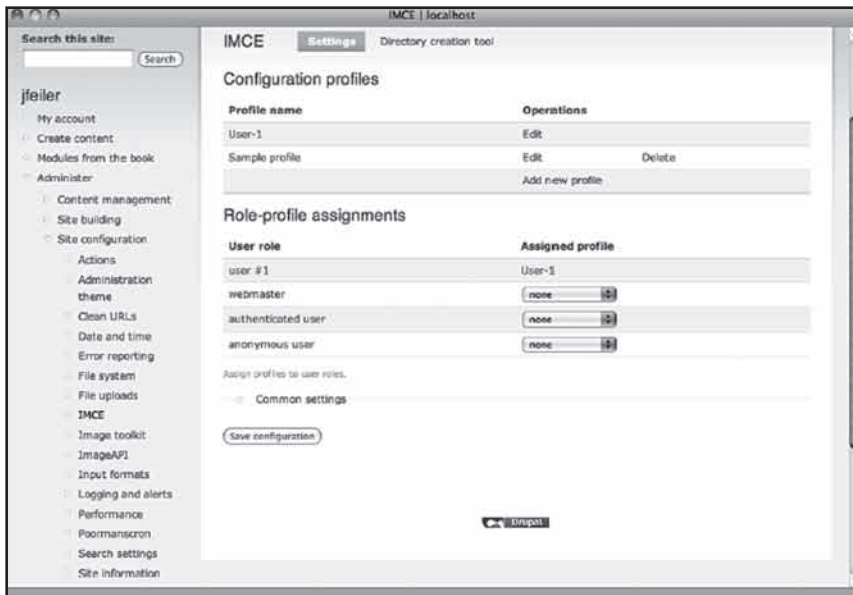 IMCE | localhost
Search this site:
Search
jfeiler
My account
Create content
Modules from the book
Administer
Content management
Site building
Site configuration
Actions
Administration
theme
Clean URLs
Date and time
Error reporting
File system
File uploads
IMCE
Image toolkit
ImageAPI
Input formats
Logging and alerts
Performance
Poormanscron
Search settings
Site information
IMCE Settings Directory creation tool
Configuration profiles
Profile name Operations
User-1 Edit
Sample profile Edit Delete
Add new profile
Role-profile assignments
User role Assigned profile
user #1 User-1
webmaster none
authenticated user none
anonymous user none
Assign profiles to user roles.
Common settings
Save configuration
Drupal